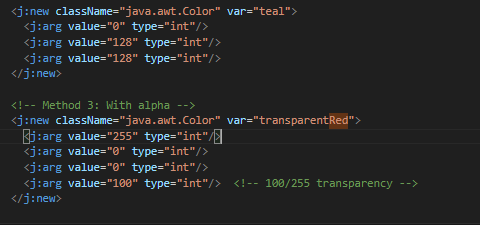 <j:new className="java.awt.Color" var="teal">
<j:arg value="0" type="int"/>
<j:arg value="128" type="int"/>
<j:arg value="128" type="int"/>
</j:new>
<!-- Method 3: With alpha -->
<j:new className="java.awt.Color" var="transparentRed">
<j:arg value="255" type="int"/>
<j:arg value="0" type="int"/>
<j:arg value="0" type="int"/>
<j:arg value="100" type="int"/>  <!-- 100/255 transparency -->
</j:new>